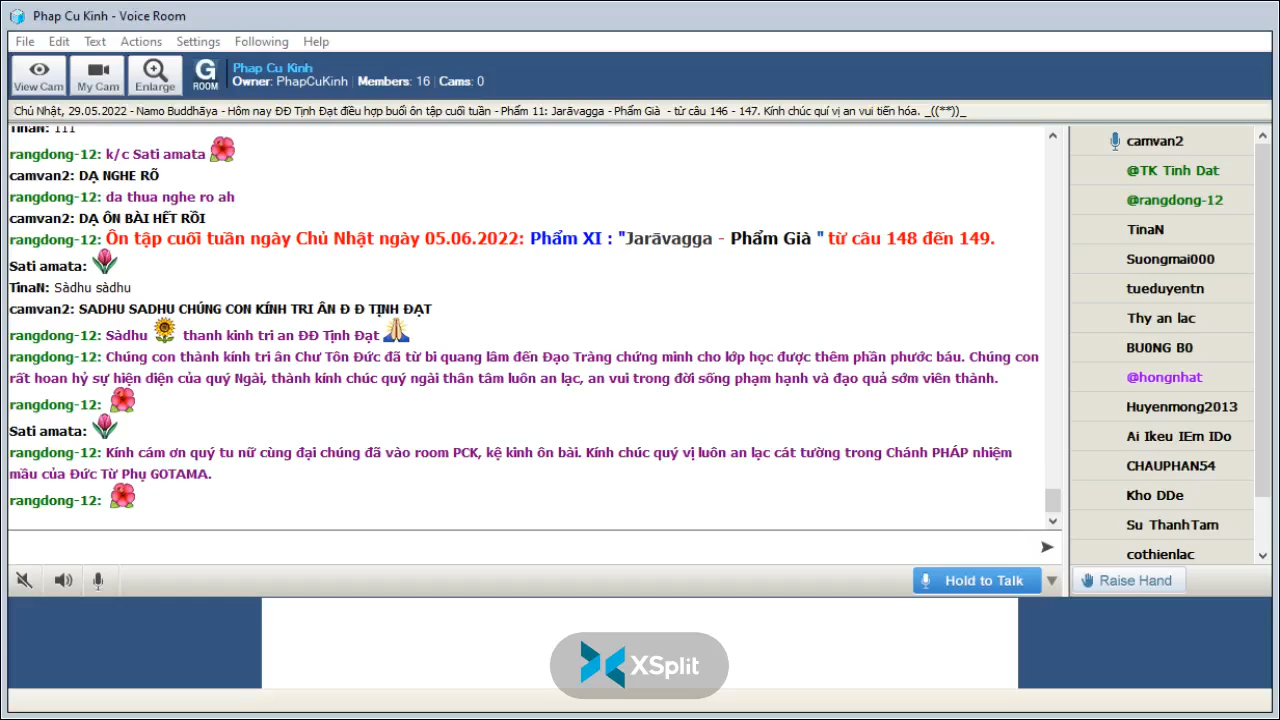 Phap Cu Kinh - Voice Room
File Edit Text Actions Settings Following Help
View Cam My Cam Enlarge G ROOM
Phap Cu Kinh
Owner: PhapCuKinh | Members: 16 | Cams: 0
Chủ Nhật, 29.05.2022 - Namo Buddhāya - Hôm nay ĐĐ Tịnh Đạt điều hợp buổi ôn tập cuối tuần - Phẩm 11: Jarāvagga - Phẩm Già - từ câu 146 - 147. Kính chúc quí vị an vui tiến hóa. _((**))_
TinaN: 111
rangdong-12: k/c Sati amata
camvan2: DẠ NGHE RÕ
rangdong-12: da thua nghe ro ah
camvan2: DẠ ÔN BÀI HẾT RỒI
rangdong-12: Ôn tập cuối tuần ngày Chủ Nhật ngày 05.06.2022: Phẩm XI : "Jarāvagga - Phẩm Già " từ câu 148 đến 149.
Sati amata:
TinaN: Sàdhu sàdhu
camvan2: SADHU SADHU CHÚNG CON KÍNH TRI ÂN Đ Đ TỊNH ĐẠT
rangdong-12: Sàdhu thanh kinh tri an ĐĐ Tịnh Đạt
rangdong-12: Chúng con thành kính tri ân Chư Tôn Đức đã từ bi quang lâm đến Đạo Tràng chứng minh cho lớp học được thêm phần phước báu. Chúng con
rất hoan hỷ sự hiện diện của quý Ngài, thành kính chúc quý ngài thân tâm luôn an lạc, an vui trong đời sống phạm hạnh và đạo quả sớm viên thành.
rangdong-12:
Sati amata:
rangdong-12: Kính cám ơn quý tu nữ cùng đại chúng đã vào room PCK, kệ kinh ôn bài. Kính chúc quý vị luôn an lạc cát tường trong Chánh PHÁP nhiệm
mầu của Đức Từ Phụ GOTAMA.
rangdong-12:
camvan2
@TK Tinh Dat
@rangdong-12
TinaN
Suongmai000
tueduyentn
Thy an lac
BU0NG B0
@hongnhat
Huyenmong2013
Ai Ikeu IEm IDo
CHAUPHAN54
Kho DDe
Su ThanhTam
cothienlac
Hold to Talk
Raise Hand
XSplit